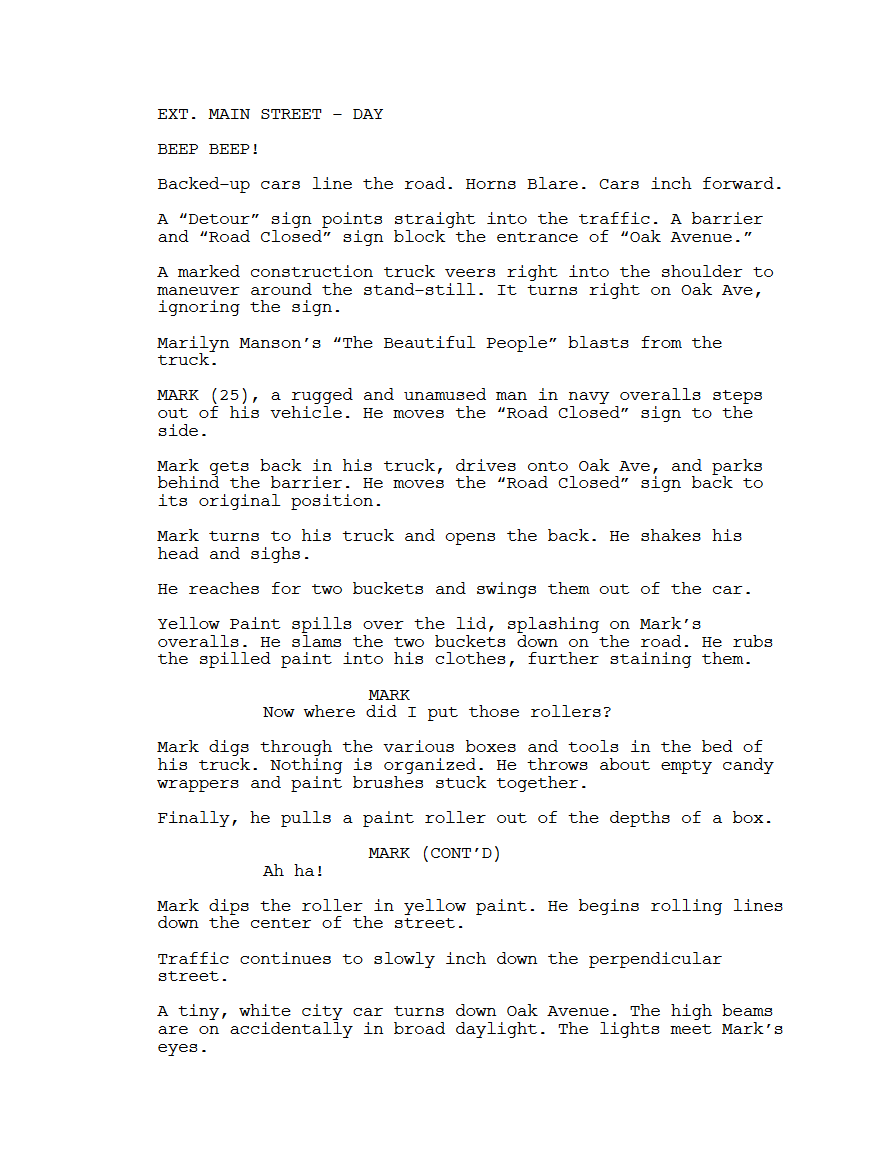 EXT. MAIN STREET - DAY
BEEP BEEP!
Backed-up cars line the road. Horns Blare. Cars inch forward.
A “Detour” sign points straight into the traffic. A barrier
and “Road Closed” sign block the entrance of “Oak Avenue.”
A marked construction truck veers right into the shoulder to
maneuver around the stand-still. It turns right on Oak Ave,
ignoring the sign.
Marilyn Manson’s “The Beautiful People” blasts from the
truck.
MARK (25), a rugged and unamused man in navy overalls steps
out of his vehicle. He moves the “Road Closed” sign to the
side.
Mark gets back in his truck, drives onto Oak Ave, and parks
behind the barrier. He moves the “Road Closed” sign back to
its original position.
Mark turns to his truck and opens the back. He shakes his
head and sighs.
He reaches for two buckets and swings them out of the car.
Yellow Paint spills over the lid, splashing on Mark’s
overalls. He slams the two buckets down on the road. He rubs
the spilled paint into his clothes, further staining them.
MARK
Now where did I put those rollers?
Mark digs through the various boxes and tools in the bed of
his truck. Nothing is organized. He throws about empty candy
wrappers and paint brushes stuck together.
Finally, he pulls a paint roller out of the depths of a box.
MARK (CONT’D)
Ah ha!
Mark dips the roller in yellow paint. He begins rolling lines
down the center of the street.
Traffic continues to slowly inch down the perpendicular
street.
A tiny, white city car turns down Oak Avenue. The high beams
are on accidentally in broad daylight. The lights meet Mark’s
eyes.